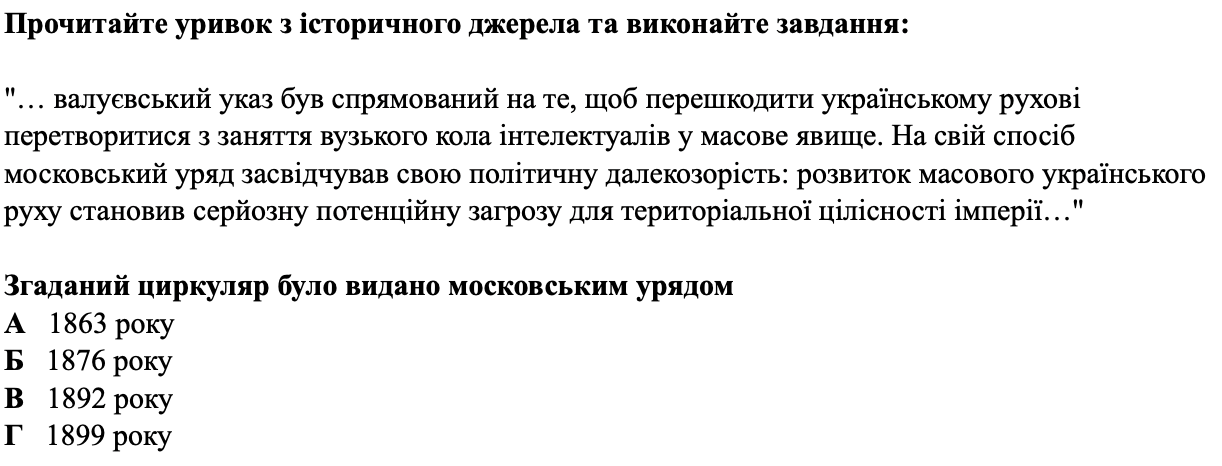 Прочитайте уривок з історичного джерела та виконайте завдання:
"… валуєвський указ був спрямований на те, щоб перешкодити українському рухові
перетворитися з заняття вузького кола інтелектуалів у масове явище. На свій спосіб
московський уряд засвідчував свою політичну далекозорість: розвиток масового українського
руху становив серйозну потенційну загрозу для територіальної цілісності імперії…"
Згаданий циркуляр було видано московським урядом
А 1863 року
Б 1876 року
В 1892 року
Г 1899 року